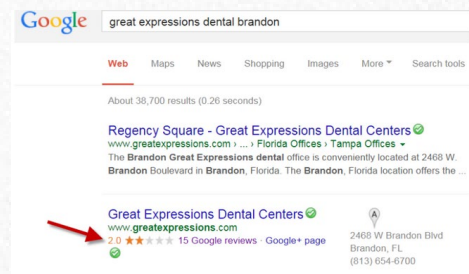 Google great expressions dental brandon
Web Maps News Shopping Images More Search tools
About 38,700 results (0.26 seconds)
Regency Square - Great Expressions Dental Centers
www.greatexpressions.com › ... › Florida Offices › Tampa Offices
The Brandon Great Expressions dental office is conveniently located at 2468 W.
Brandon Boulevard in Brandon, Florida. The Brandon, Florida location offers the ...
Great Expressions Dental Centers
www.greatexpressions.com
2.0 15 Google reviews · Google+ page
A
2468 W Brandon Blvd
Brandon, FL
(813) 654-6700